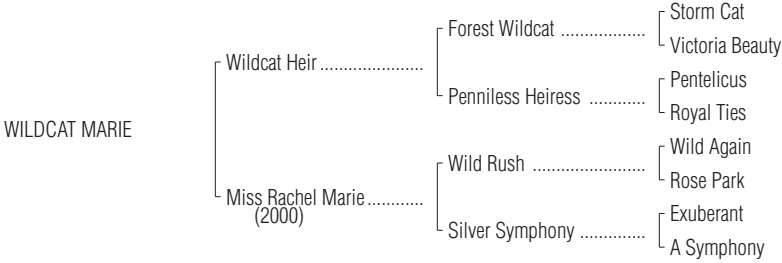 Storm Cat
Forest Wildcat ..................
Victoria Beauty
Wildcat Heir ......................
Pentelicus
Penniless Heiress ............
Royal Ties
WILDCAT MARIE
Wild Again
Wild Rush ........................
Rose Park
Miss Rachel Marie ............
(2000)
Exuberant
Silver Symphony ..............
A Symphony